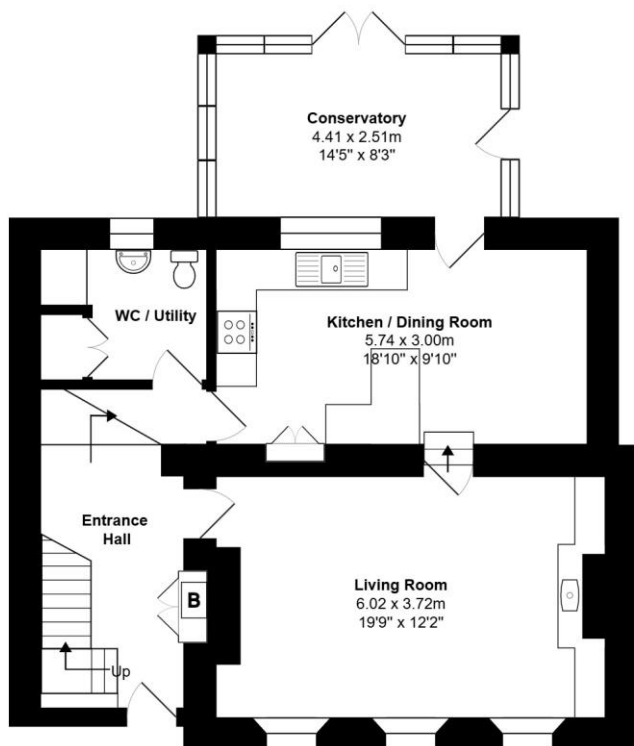 Conservatory
4.41 x 2.51m
14'5" x 8'3"
WC / Utility
Kitchen / Dining Room
5.74 x 3.00m
18'10" x 9'10"
Entrance
Hall
Living Room
6.02 x 3.72m
19'9" x 12'2"
B
Up